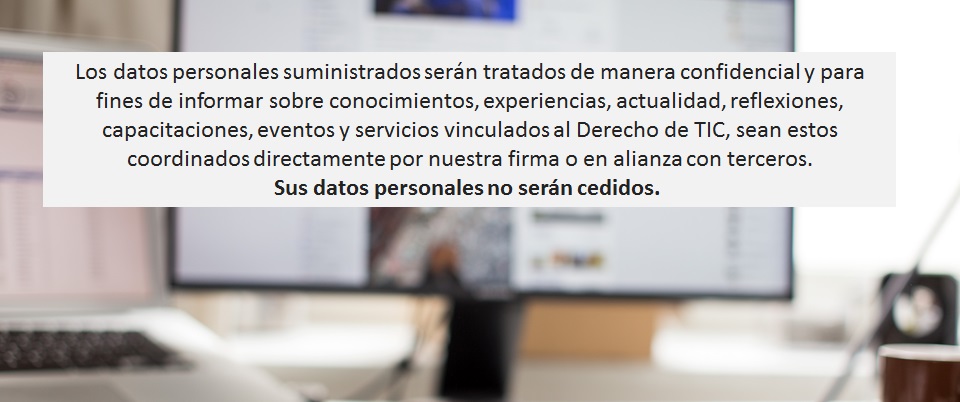 Los datos personales suministrados serán tratados de manera confidencial y para
fines de informar sobre conocimientos, experiencias, actualidad, reflexiones,
capacitaciones, eventos y servicios vinculados al Derecho de TIC, sean estos
coordinados directamente por nuestra firma o en alianza con terceros.
Sus datos personales no serán cedidos.